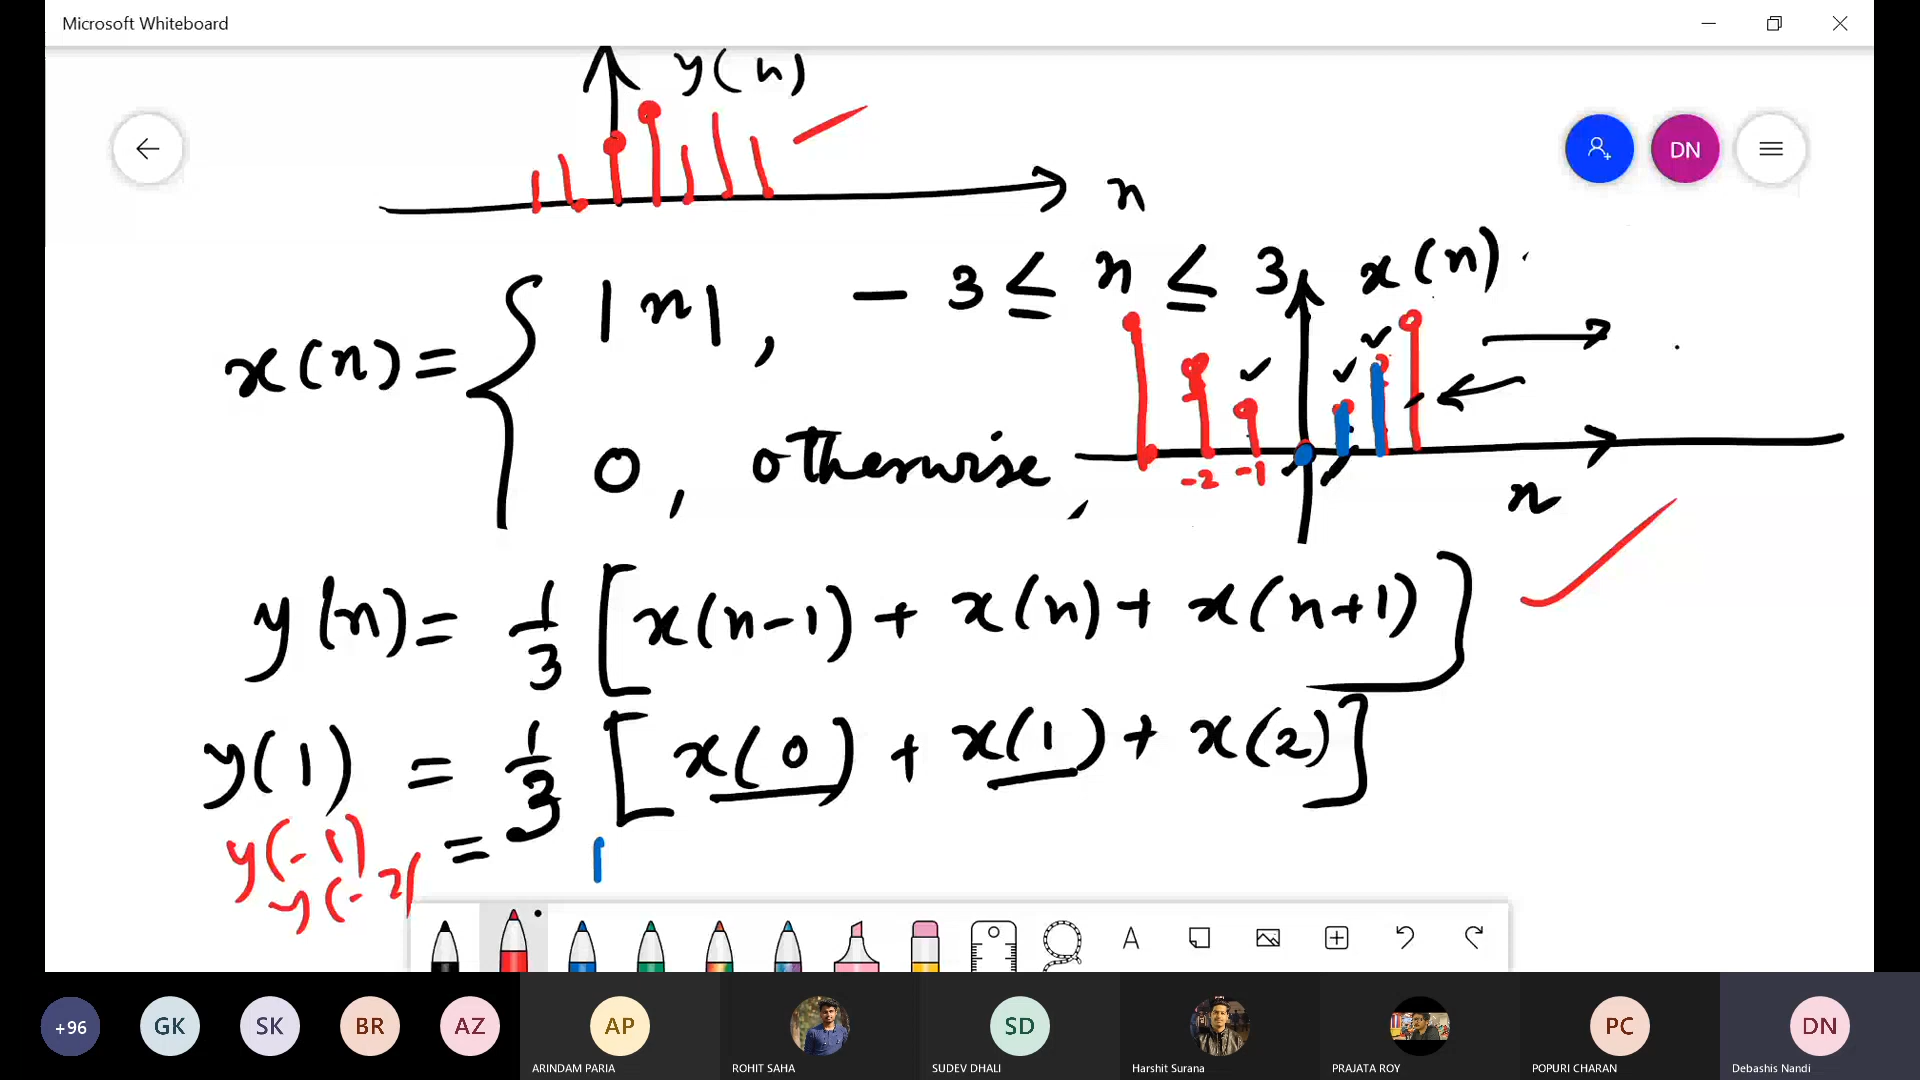 Microsoft Whiteboard
y(n)
n
DN
x(n) = { |n|, -3 ≤ n ≤ 3
0, otherwise,
x(n)
-2 -1
n
y(n) = 1/3 [x(n-1) + x(n) + x(n+1)]
y(1) = 1/3 [x(0) + x(1) + x(2)]
= 1
y(-1)
y(-2)
A
+96
GK
SK
BR
AZ
AP
ARINDAM PARIA
ROHIT SAHA
SD
SUDEV DHALI
Harshit Surana
PRAJATA ROY
PC
POPURI CHARAN
DN
Debashis Nandi